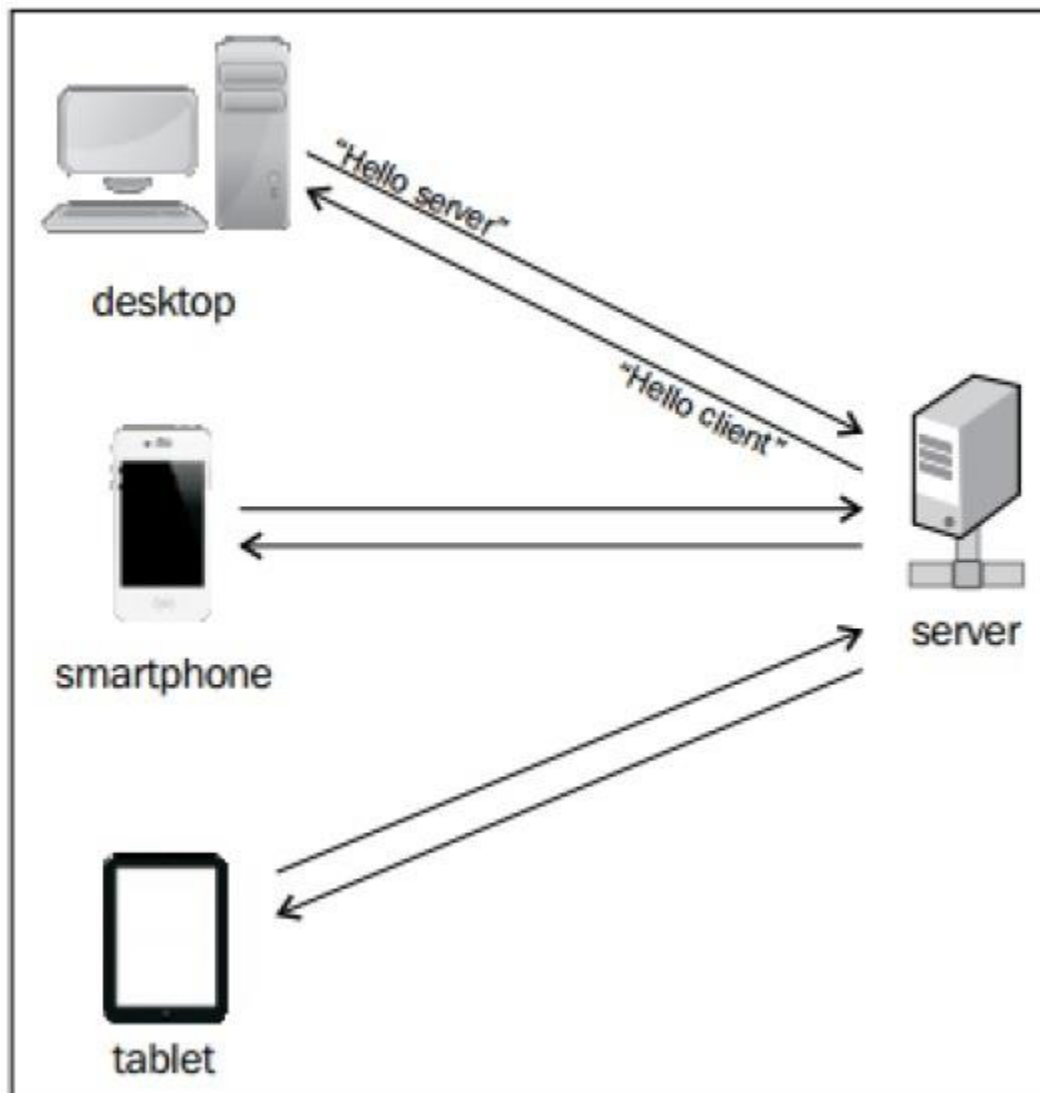 “Hello server”
desktop
“Hello client”
smartphone
server
tablet